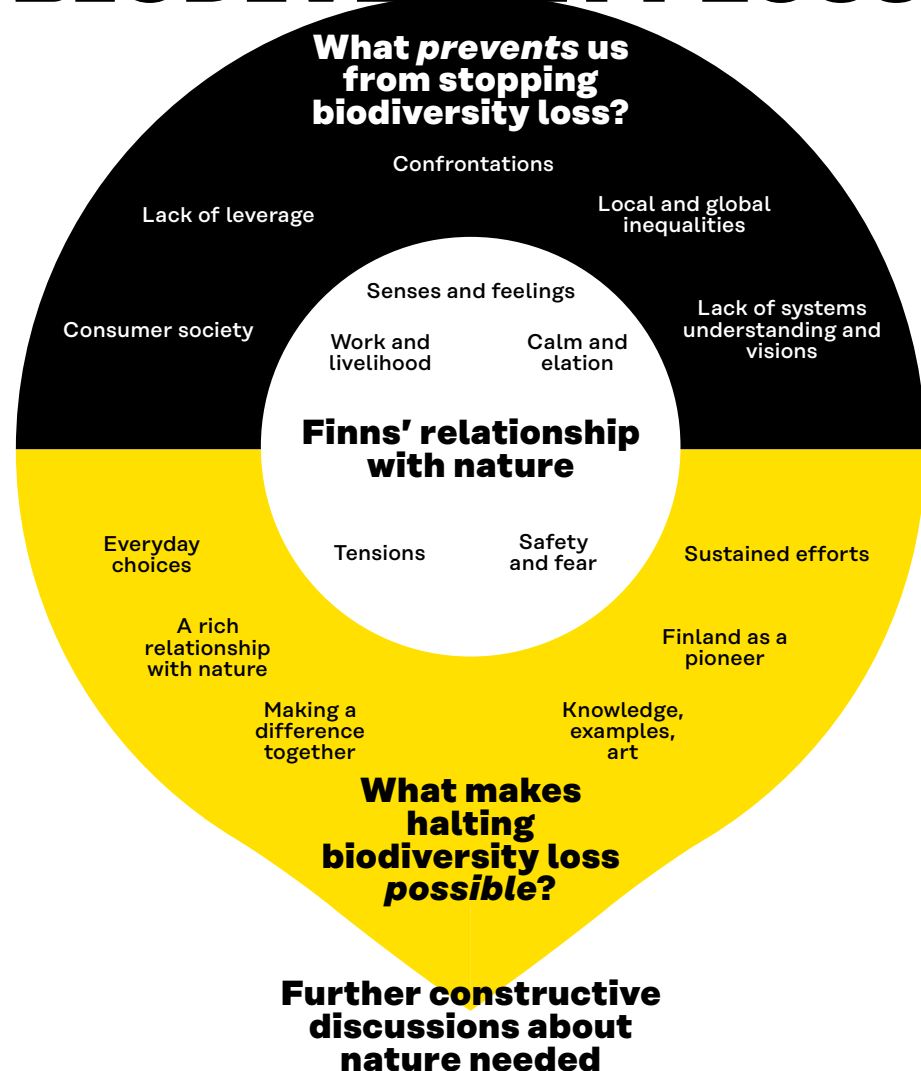 What prevents us
from stopping
biodiversity loss?
Confrontations
Lack of leverage
Local and global
inequalities
Consumer society
Lack of systems
understanding and
visions
Senses and feelings
Work and
livelihood
Calm and
elation
Finns’ relationship
with nature
Tensions
Safety
and fear
Everyday
choices
Sustained efforts
A rich
relationship
with nature
Finland as a
pioneer
Making a
difference
together
Knowledge,
examples,
art
What makes
halting
biodiversity loss
possible?
Further constructive
discussions about
nature needed